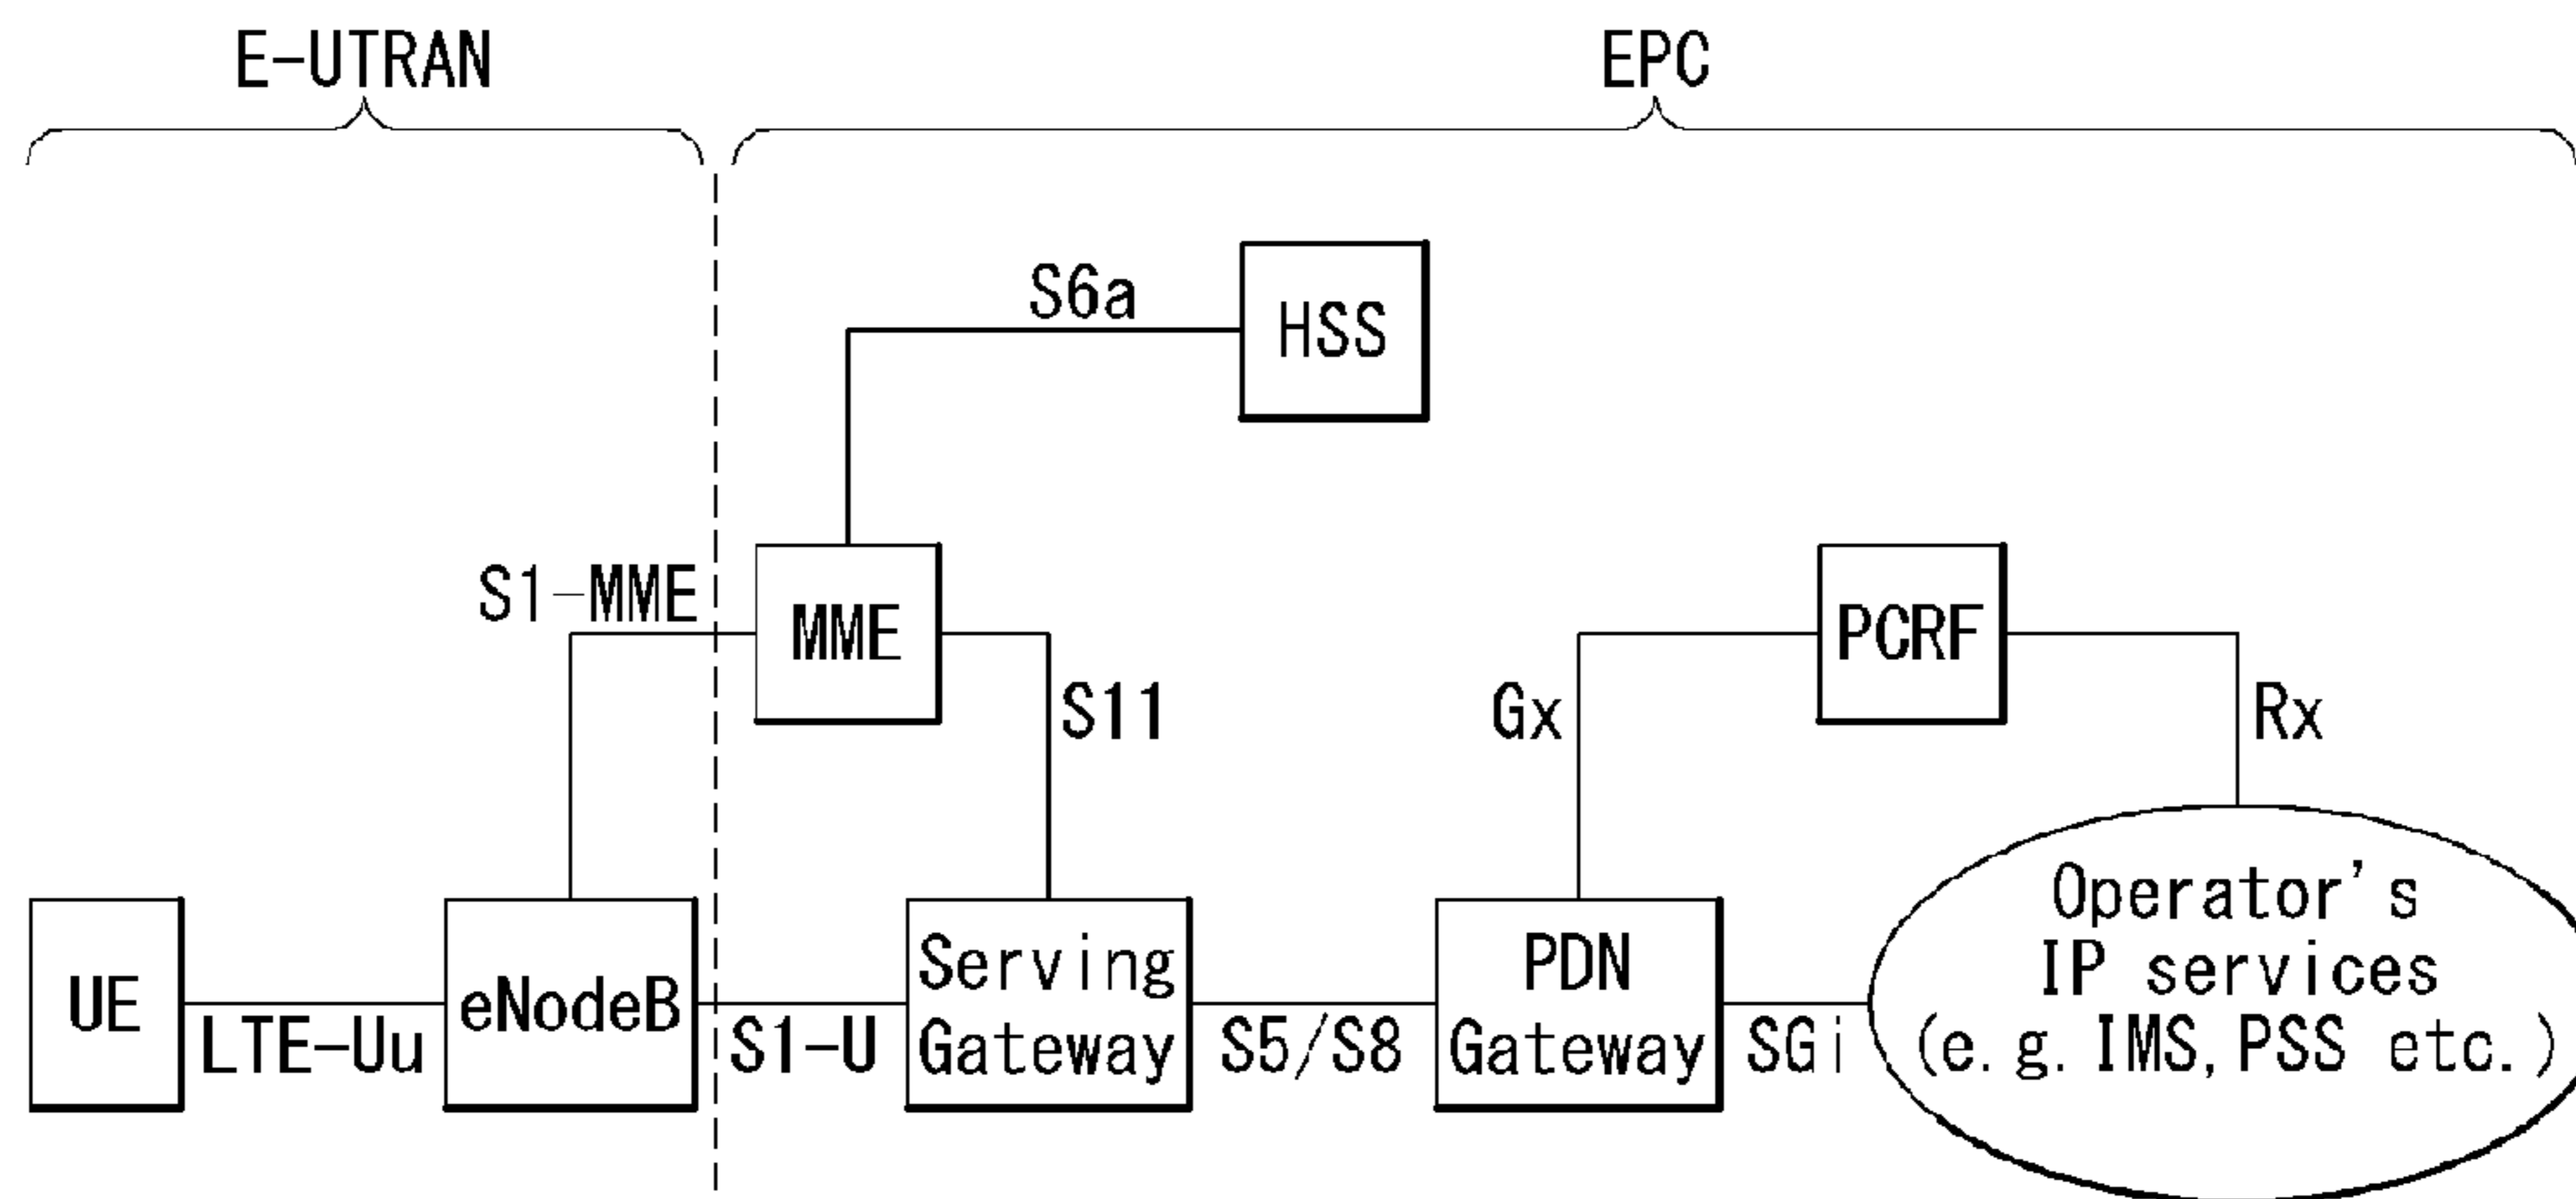 E-UTRAN
EPC
S6a
HSS
S1-MME
MME
PCRF
S11
Gx
Rx
UE
LTE-Uu
eNodeB
S1-U
Serving
Gateway
S5/S8
PDN
Gateway
SGi
Operator's
IP services
(e.g. IMS, PSS etc.)